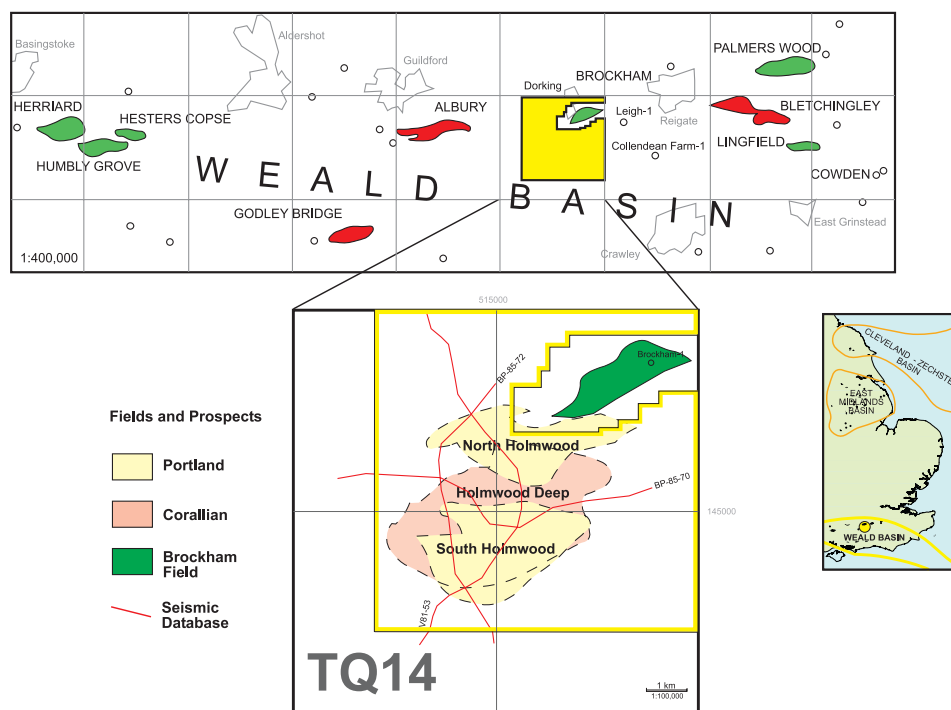 Basingstoke
Aldershot
Guildford
Dorking
BROCKHAM
PALMERS WOOD
HERRIARD
HESTERS COPSE
HUMBLY GROVE
ALBURY
Leigh-1
Reigate
BLETCHINGLEY
Collendean Farm-1
LINGFIELD
COWDEN
WEALD BASIN
GODLEY BRIDGE
East Grinstead
Crawley
1:400,000
515000
BP-85-72
Brockham-1
North Holmwood
Holmwood Deep
BP-85-70
145000
South Holmwood
V81-53
TQ14
1 km
1:100,000
Fields and Prospects
Portland
Corallian
Brockham
Field
Seismic
Database
CLEVELAND - ZECHSTE
BASIN
EAST
MIDLANDS
BASIN
WEALD BASIN